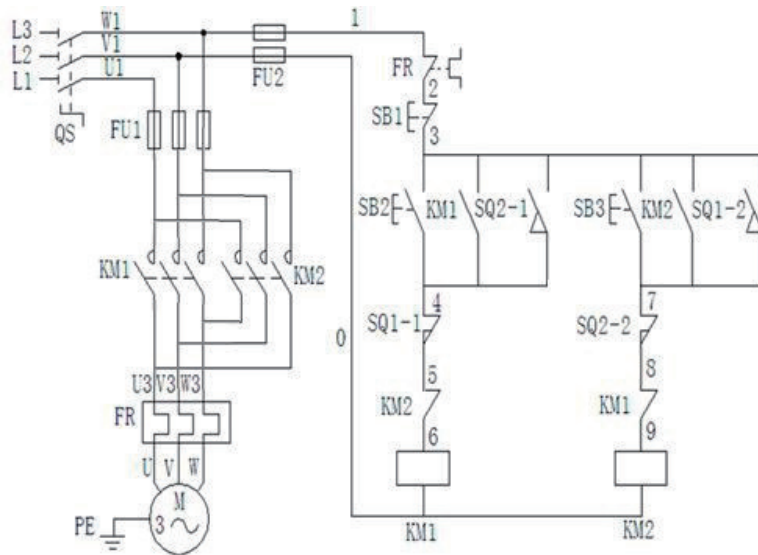 L3
W1
1
L2
V1
L1
U1
FU2
FR
2
QS
FU1
SB1
3
SB2
KM1
SQ2-1
SB3
KM2
SQ1-2
KM1
KM2
0
4
7
SQ1-1
SQ2-2
U3
V3
W3
5
8
FR
KM2
KM1
6
9
U
V
W
M
3
PE
KM1
KM2